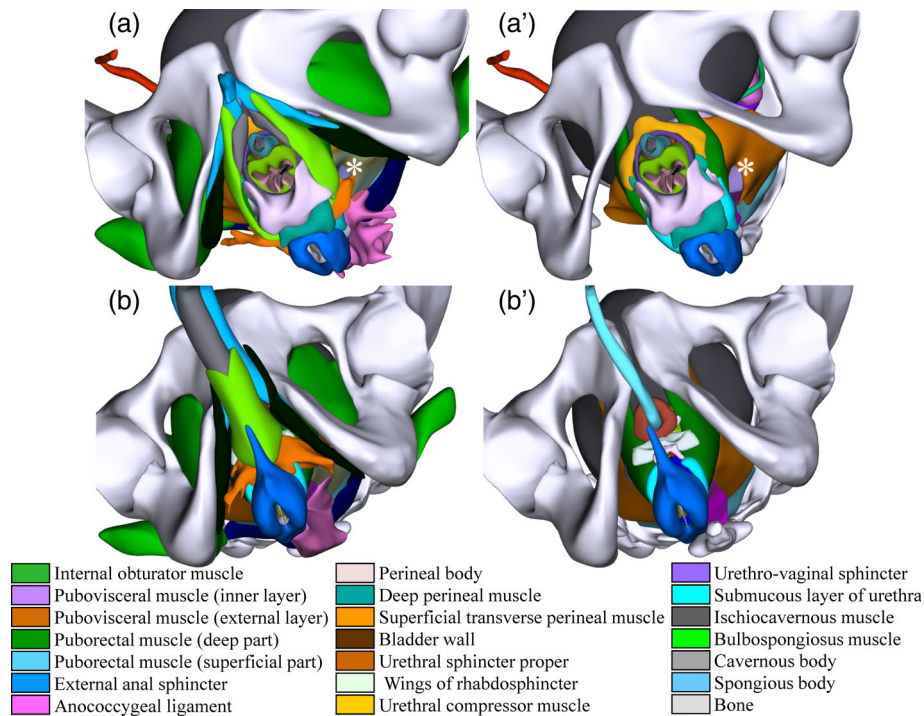 (a) (a')
(b) (b')
Internal obturator muscle
Pubovisceral muscle (inner layer)
Pubovisceral muscle (external layer)
Puborectal muscle (deep part)
Puborectal muscle (superficial part)
External anal sphincter
Anococcygeal ligament
Perineal body
Deep perineal muscle
Superficial transverse perineal muscle
Bladder wall
Urethral sphincter proper
Wings of rhabdosphincter
Urethral compressor muscle
Urethro-vaginal sphincter
Submucous layer of urethra
Ischiocavernous muscle
Bulbospongiosus muscle
Cavernous body
Spongious body
Bone